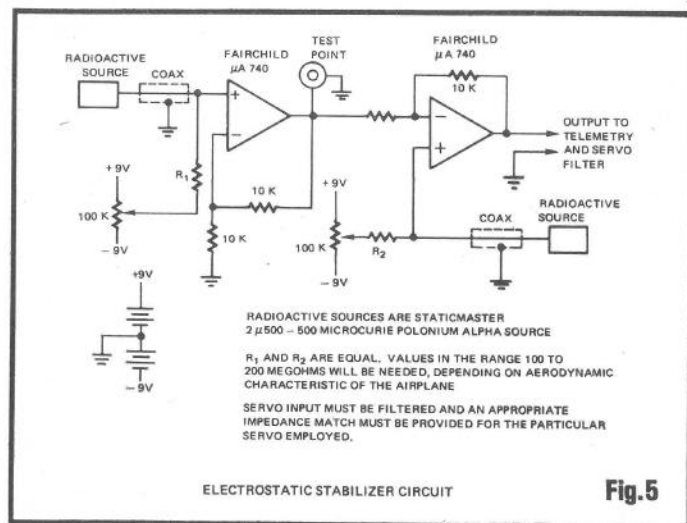 RADIOACTIVE
SOURCE
COAX
FAIRCHILD
μA 740
TEST
POINT
FAIRCHILD
μA 740
+
−
10 K
−
+
OUTPUT TO
TELEMETRY
AND SERVO
FILTER
R1
+9V
100 K
−9V
10 K
10 K
+9V
100 K
−9V
R2
COAX
RADIOACTIVE
SOURCE
+9V
−9V
RADIOACTIVE SOURCES ARE STATICMASTER
2 μ500 – 500 MICROCURIE POLONIUM ALPHA SOURCE
R1 AND R2 ARE EQUAL. VALUES IN THE RANGE 100 TO
200 MEGOHMS WILL BE NEEDED, DEPENDING ON AERODYNAMIC
CHARACTERISTIC OF THE AIRPLANE
SERVO INPUT MUST BE FILTERED AND AN APPROPRIATE
IMPEDANCE MATCH MUST BE PROVIDED FOR THE PARTICULAR
SERVO EMPLOYED.
ELECTROSTATIC STABILIZER CIRCUIT
Fig.5